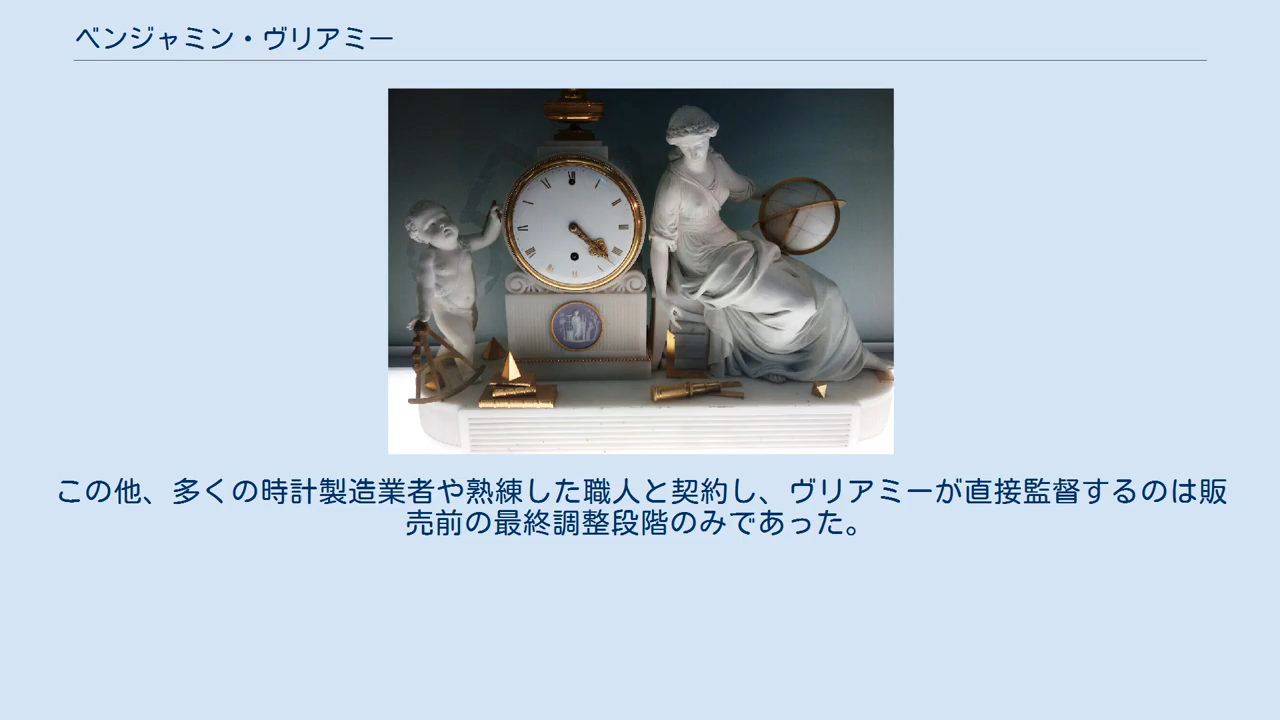 ベンジャミン・ヴリアミー
この他、多くの時計製造業者や熟練した職人と契約し、ヴリアミーが直接監督するのは販
売前の最終調整段階のみであった。